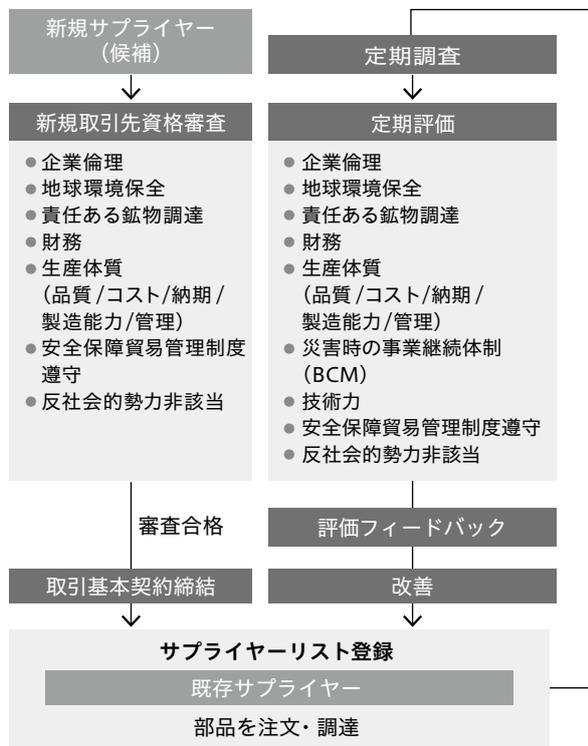 新規サプライヤー
（候補）
新規取引先資格審査
● 企業倫理
● 地球環境保全
● 責任ある鉱物調達
● 財務
● 生産体質
（品質/コスト/納期/
製造能力/管理）
● 安全保障貿易管理制度
遵守
● 反社会的勢力非該当
審査合格
取引基本契約締結
定期調査
定期評価
● 企業倫理
● 地球環境保全
● 責任ある鉱物調達
● 財務
● 生産体質
（品質/コスト/納期/
製造能力/管理）
● 災害時の事業継続体制
（BCM）
● 技術力
● 安全保障貿易管理制度遵守
● 反社会的勢力非該当
評価フィードバック
改善
サプライヤーリスト登録
既存サプライヤー
部品を注文・調達